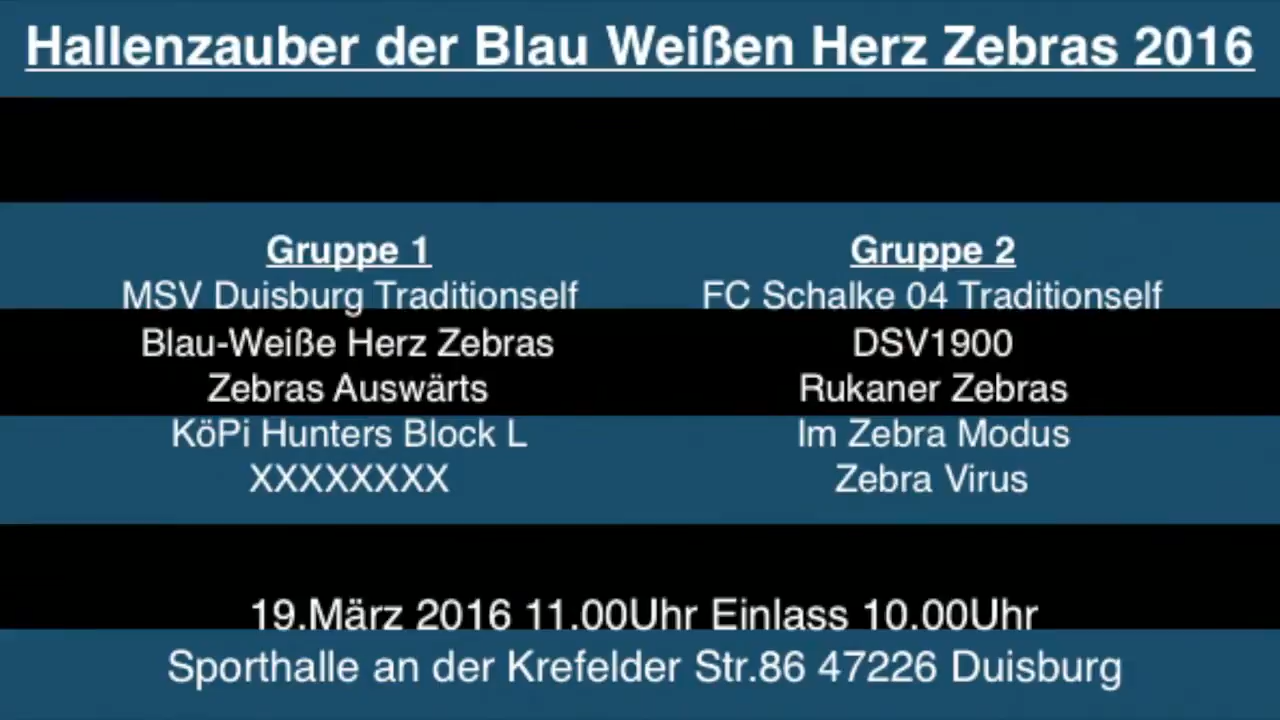 Hallenzauber der Blau Weißen Herz Zebras 2016
Gruppe 1
MSV Duisburg Traditionself
Blau-Weiße Herz Zebras
Zebras Auswärts
KöPi Hunters Block L
XXXXXXXX
Gruppe 2
FC Schalke 04 Traditionself
DSV1900
Rukaner Zebras
Im Zebra Modus
Zebra Virus
19.März 2016 11.00Uhr Einlass 10.00Uhr
Sporthalle an der Krefelder Str.86 47226 Duisburg